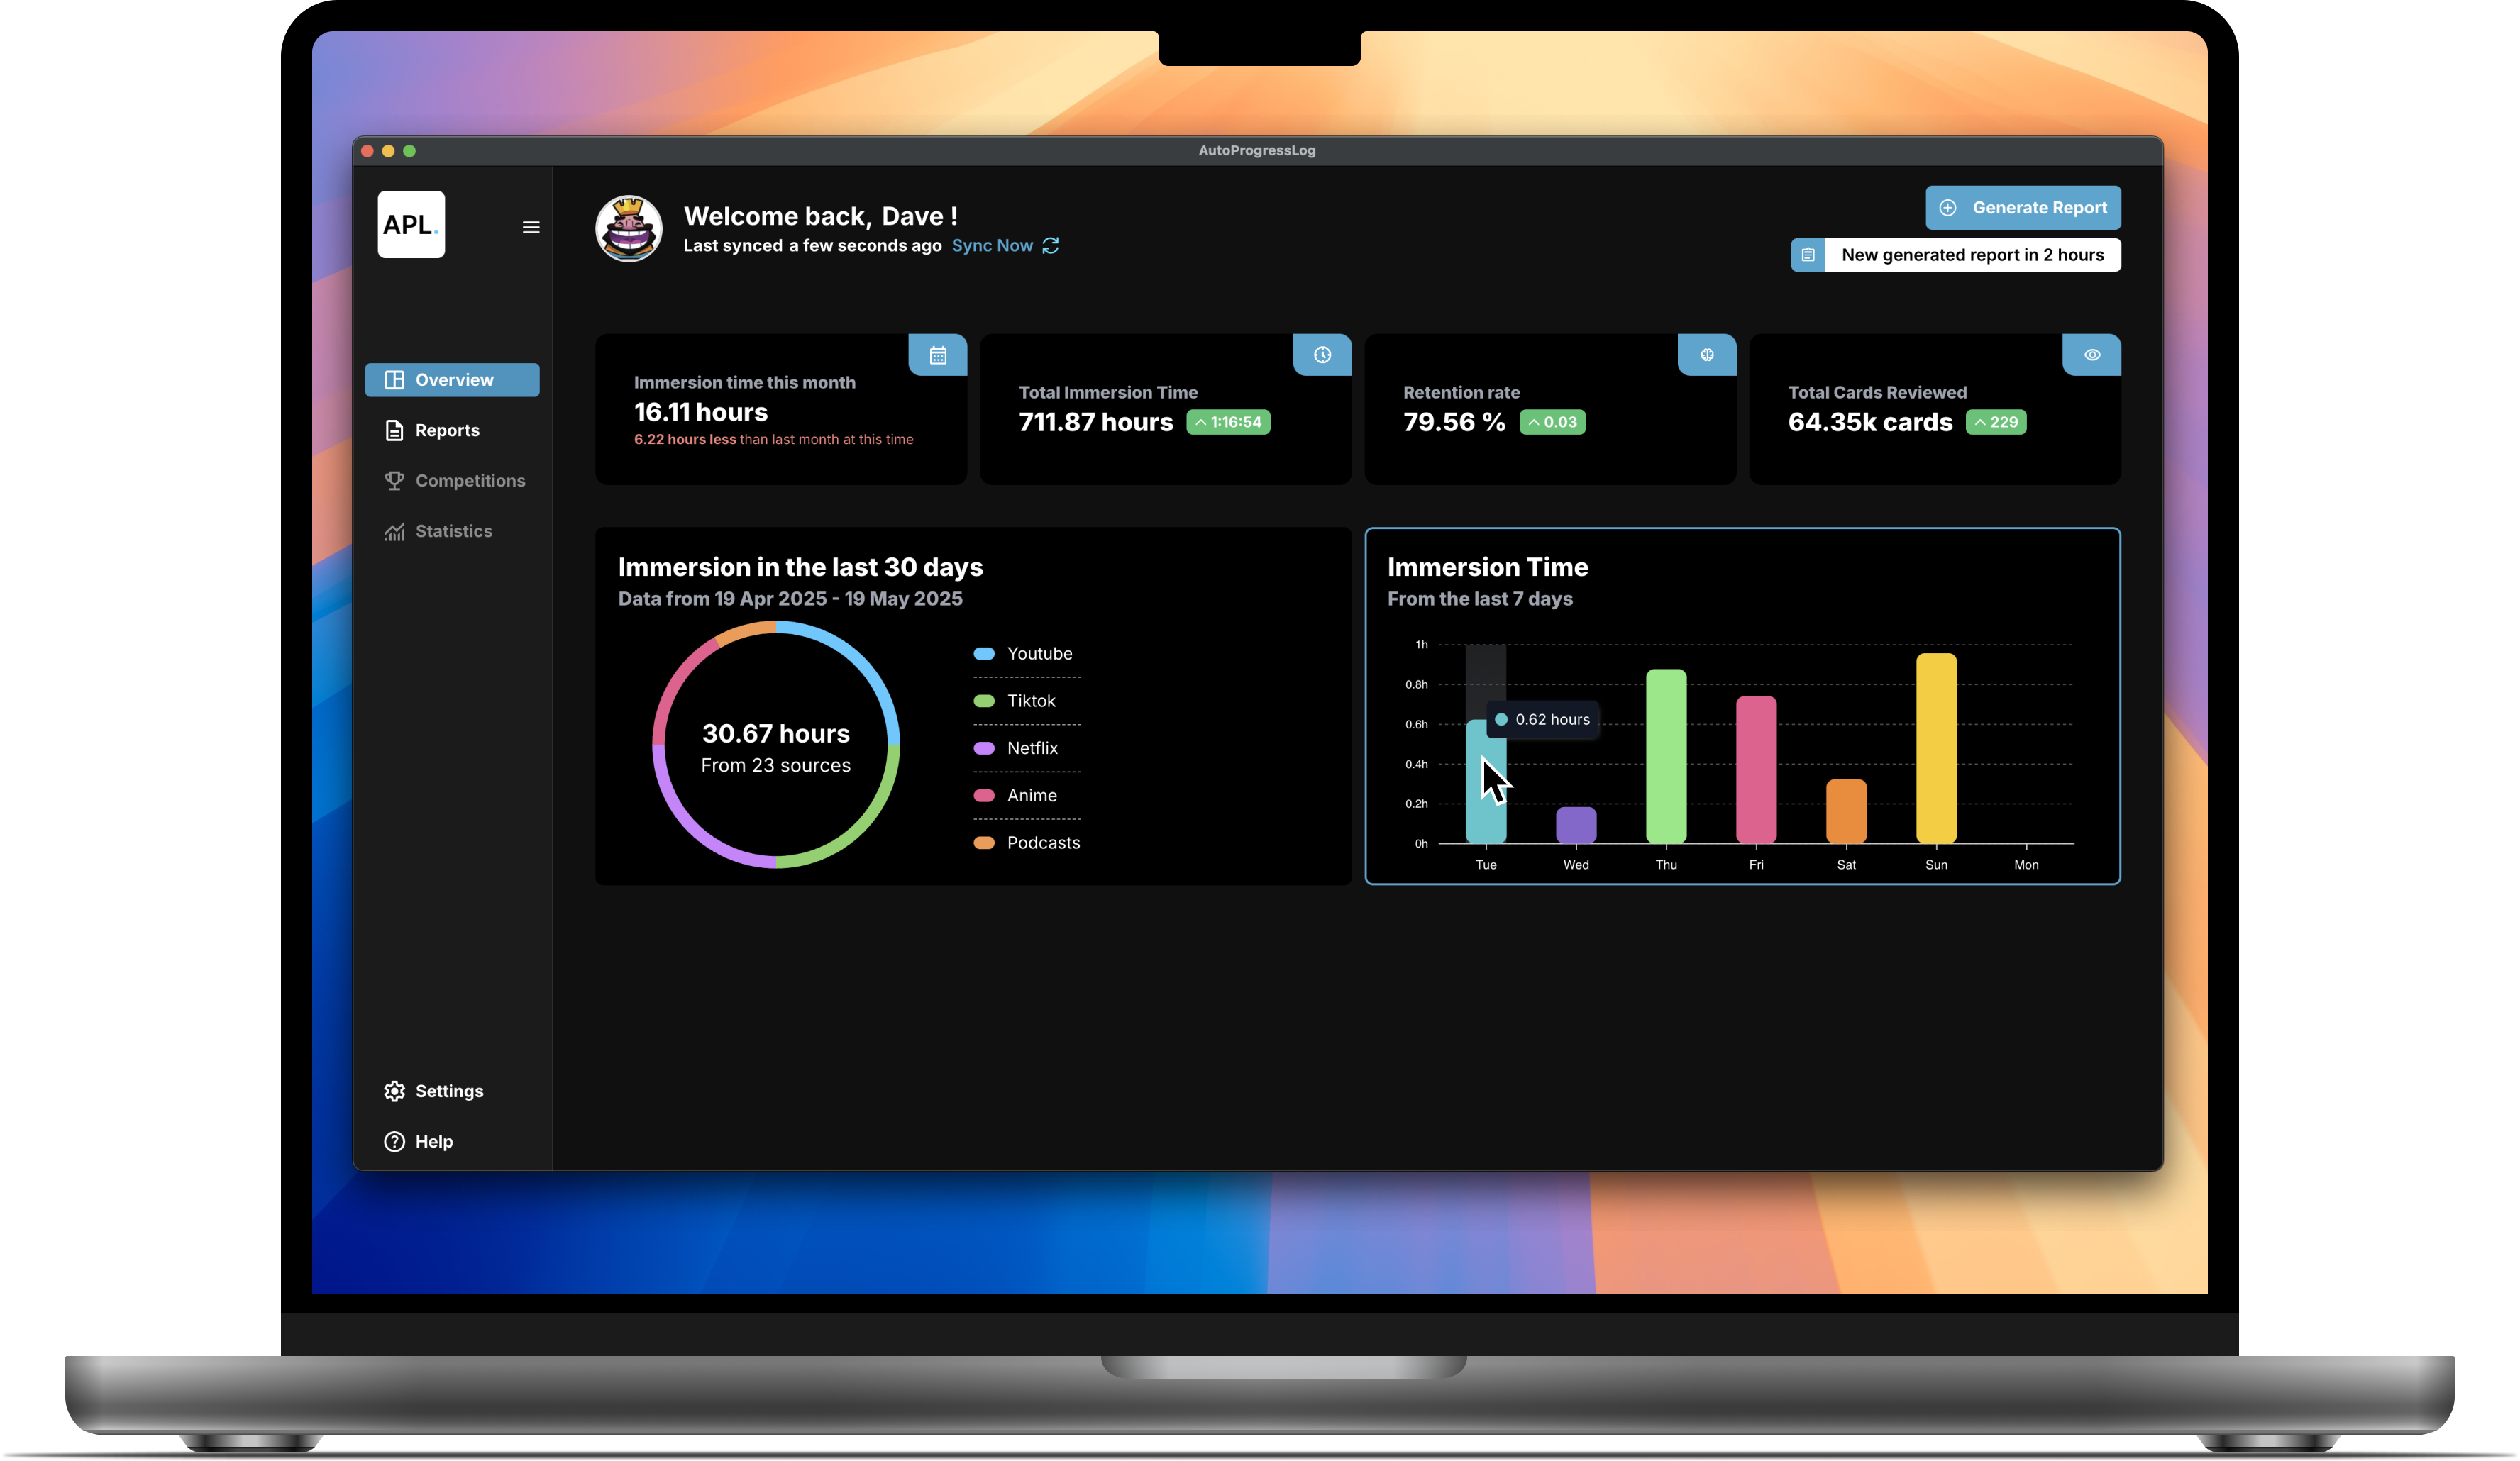 AutoProgressLog
APL.
Welcome back, Dave !
Last synced a few seconds ago Sync Now
Generate Report
New generated report in 2 hours
Overview
Reports
Competitions
Statistics
Settings
Help
Immersion time this month
16.11 hours
6.22 hours less than last month at this time
Total Immersion Time
711.87 hours 1:16:54
Retention rate
79.56 % 0.03
Total Cards Reviewed
64.35k cards 229
Immersion in the last 30 days
Data from 19 Apr 2025 - 19 May 2025
30.67 hours
From 23 sources
Youtube
Tiktok
Netflix
Anime
Podcasts
Immersion Time
From the last 7 days
1h
0.8h
0.6h
0.4h
0.2h
0h
0.62 hours
Tue Wed Thu Fri Sat Sun Mon